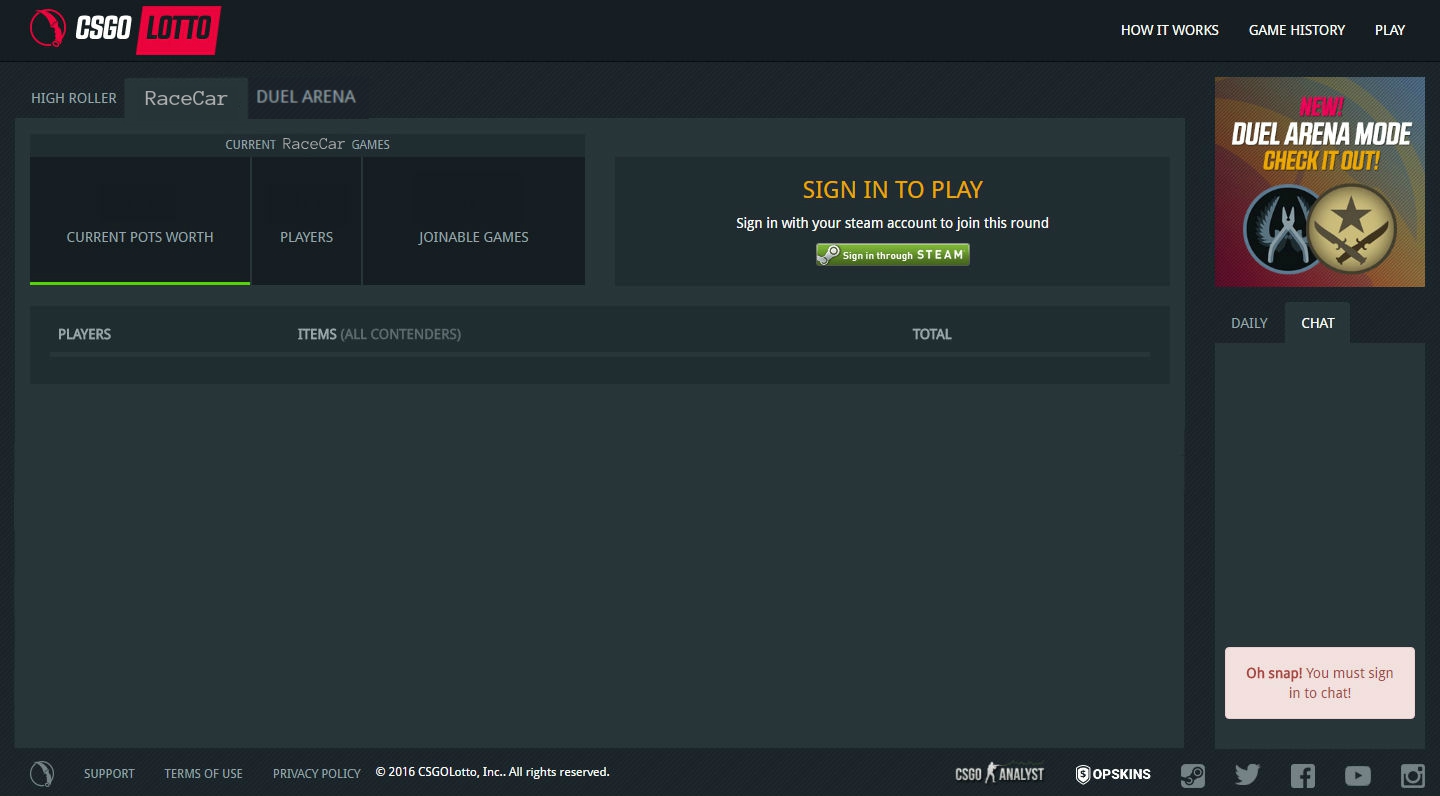 CSGO LOTTO
HOW IT WORKS
GAME HISTORY
PLAY
HIGH ROLLER
RaceCar
DUEL ARENA
CURRENT RaceCar GAMES
CURRENT POTS WORTH
PLAYERS
JOINABLE GAMES
SIGN IN TO PLAY
Sign in with your steam account to join this round
Sign in through STEAM
PLAYERS
ITEMS (ALL CONTENDERS)
TOTAL
NEW!
DUEL ARENA MODE
CHECK IT OUT!
DAILY
CHAT
Oh snap! You must sign
in to chat!
SUPPORT
TERMS OF USE
PRIVACY POLICY
© 2016 CSGOLotto, Inc.. All rights reserved.
CSGO ANALYST
OPSKINS